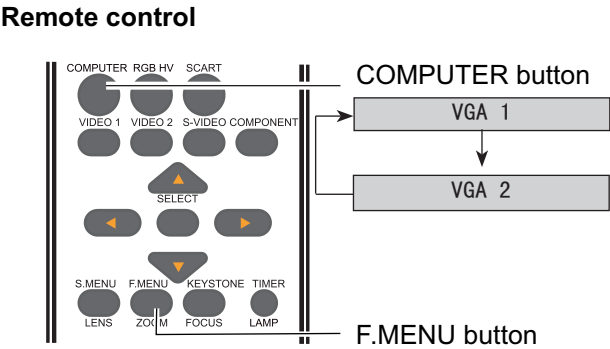 Remote control
COMPUTER RGB HV SCART
COMPUTER button
VGA 1
VIDEO 1 VIDEO 2 S-VIDEO COMPONENT
VGA 2
SELECT
S.MENU F.MENU KEYSTONE TIMER
LENS ZOOM FOCUS LAMP
F.MENU button